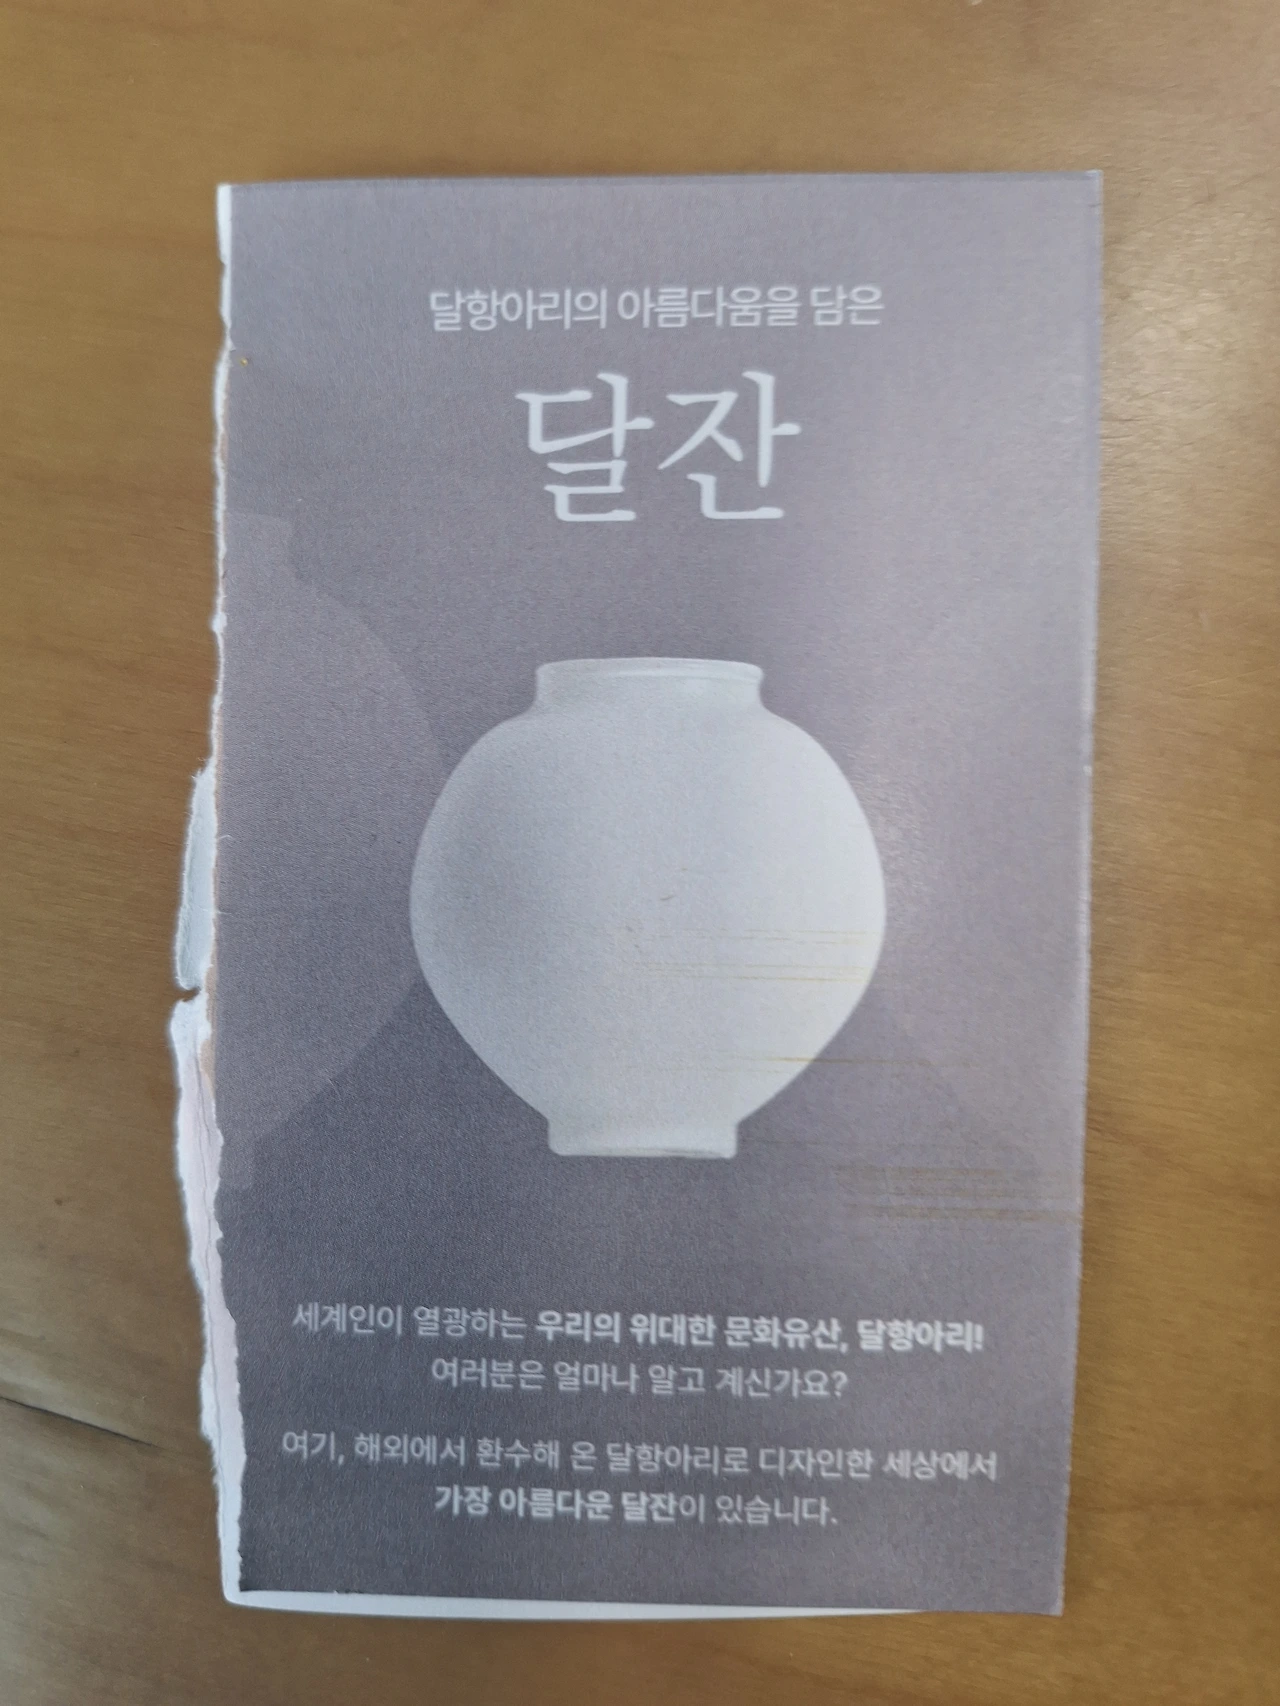 달항아리의 아름다움을 담은
달잔
세계인이 열광하는 우리의 위대한 문화유산, 달항아리!
여러분은 얼마나 알고 계신가요?
여기, 해외에서 환수해 온 달항아리로 디자인한 세상에서
가장 아름다운 달잔이 있습니다.